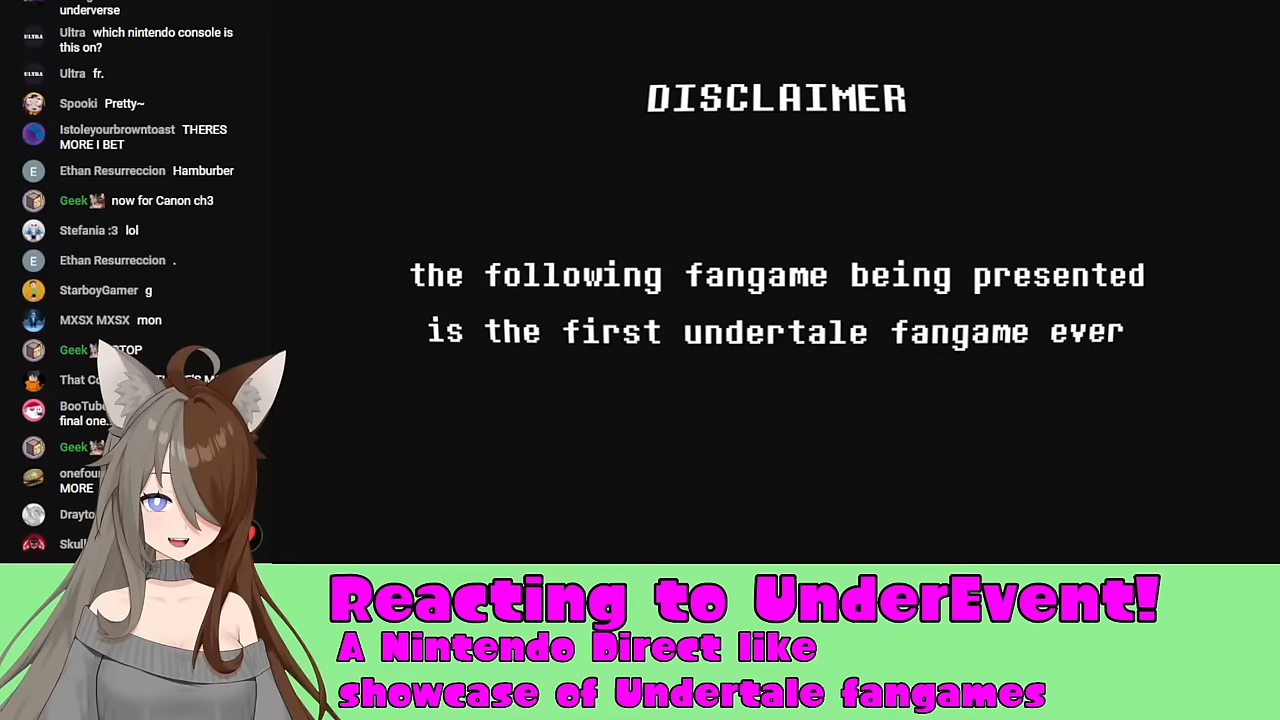 underverse
Ultra which nintendo console is
this on?
Ultra fr.
Spooki Pretty~
Istoleyourbrowntoast THERES
MORE I BET
Ethan Resurreccion Hamburber
Geek now for Canon ch3
Stefania :3 lol
Ethan Resurreccion .
StarboyGamer g
MXSX MXSX mon
Geek
That
final one.
Geek
MORE
DISCLAIMER
the following fangame being presented
is the first undertale fangame ever
Reacting to UnderEvent!
A Nintendo Direct like
showcase of Undertale fangames